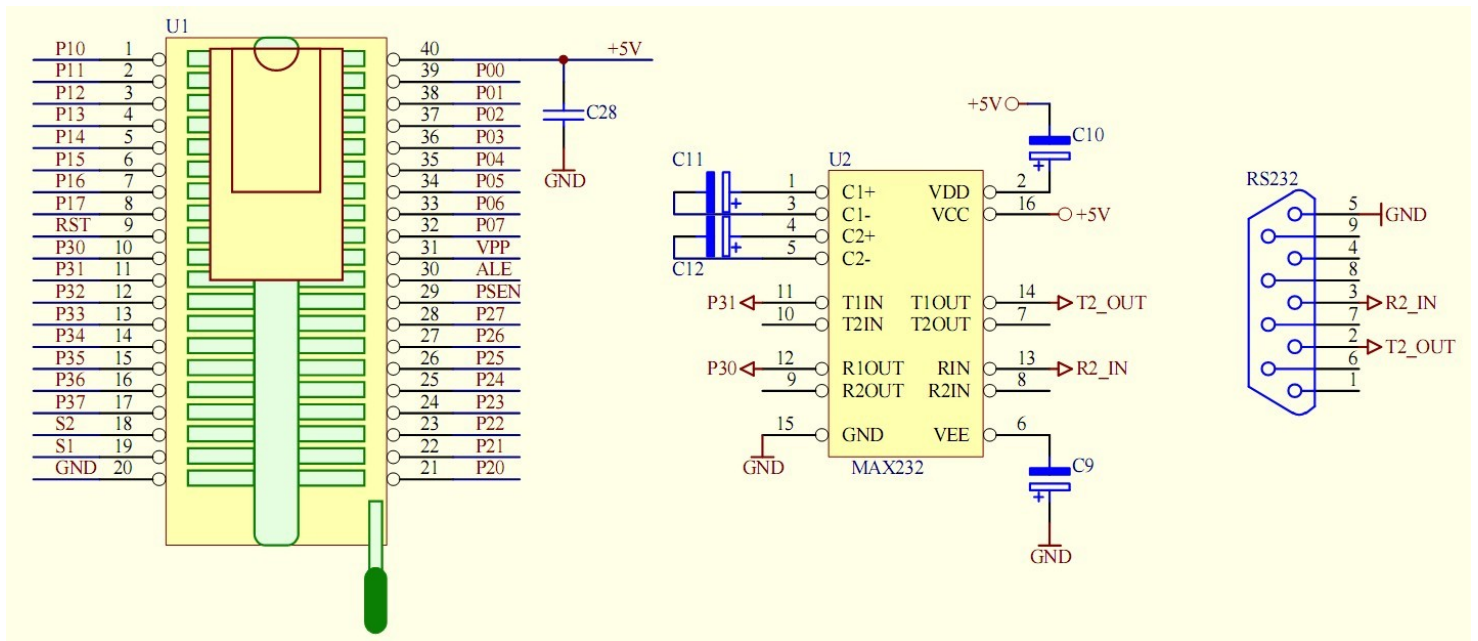 U1
P10 1 40 +5V
P11 2 39 P00
P12 3 38 P01
P13 4 37 P02
P14 5 36 P03
P15 6 35 P04
P16 7 34 P05
P17 8 33 P06
RST 9 32 P07
P30 10 31 VPP
P31 11 30 ALE
P32 12 29 PSEN
P33 13 28 P27
P34 14 27 P26
P35 15 26 P25
P36 16 25 P24
P37 17 24 P23
S2 18 23 P22
S1 19 22 P21
GND 20 21 P20
C28
GND
+5V
C10
C11
U2
1 C1+ VDD 2
3 C1- VCC 16 +5V
4 C2+
5 C2-
C12
+
+
+
P31 11 T1IN T1OUT 14 T2_OUT
10 T2IN T2OUT 7
P30 12 R1OUT RIN 13 R2_IN
9 R2OUT R2IN 8
15 GND VEE 6
GND
MAX232
C9
+
GND
RS232
5 GND
9
4
8
3 R2_IN
7
2 T2_OUT
6
1